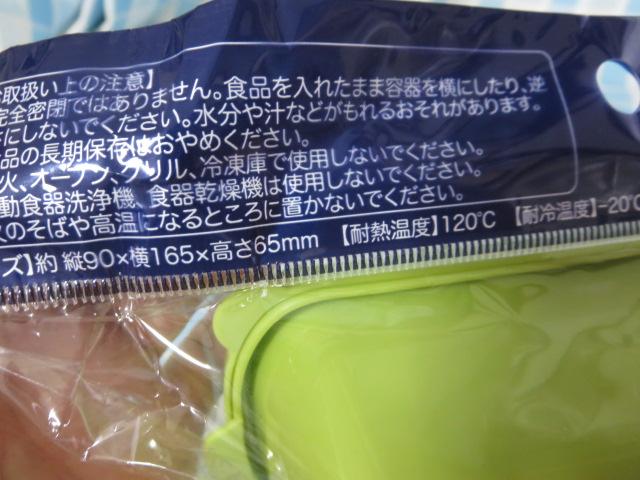 取扱い上の注意】
完全密閉ではありません。食品を入れたまま容器を横にしたり、逆
にしないでください。水分や汁などがもれるおそれがあります。
品の長期保存はおやめください。
火、オーブン、グリル、冷凍庫で使用しないでください。
動食器洗浄機、食器乾燥機は使用しないでください。
のそばや高温になるところに置かないでください。
ズ】約 縦90×横165×高さ65mm 【耐熱温度】120℃ 【耐冷温度】-20℃